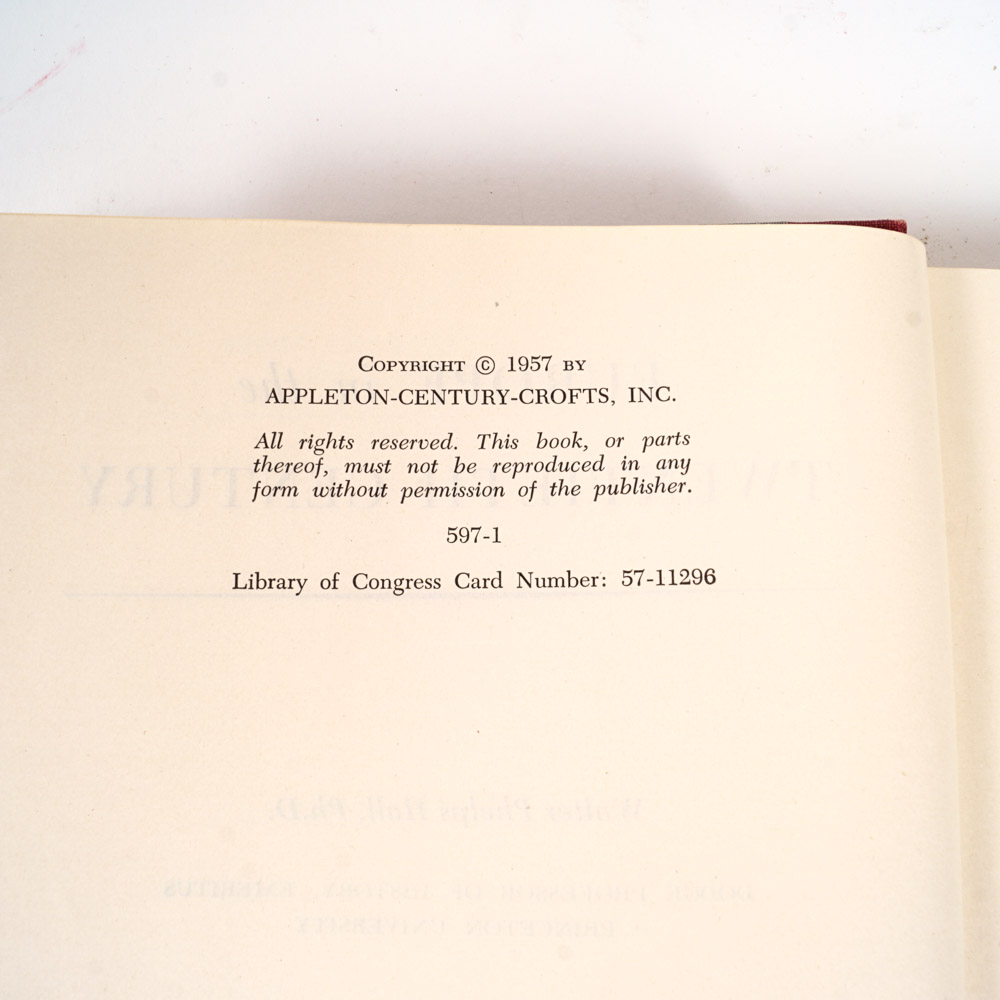 COPYRIGHT © 1957 BY
APPLETON-CENTURY-CROFTS, INC.
All rights reserved. This book, or parts
thereof, must not be reproduced in any
form without permission of the publisher.
597-1
Library of Congress Card Number: 57-11296